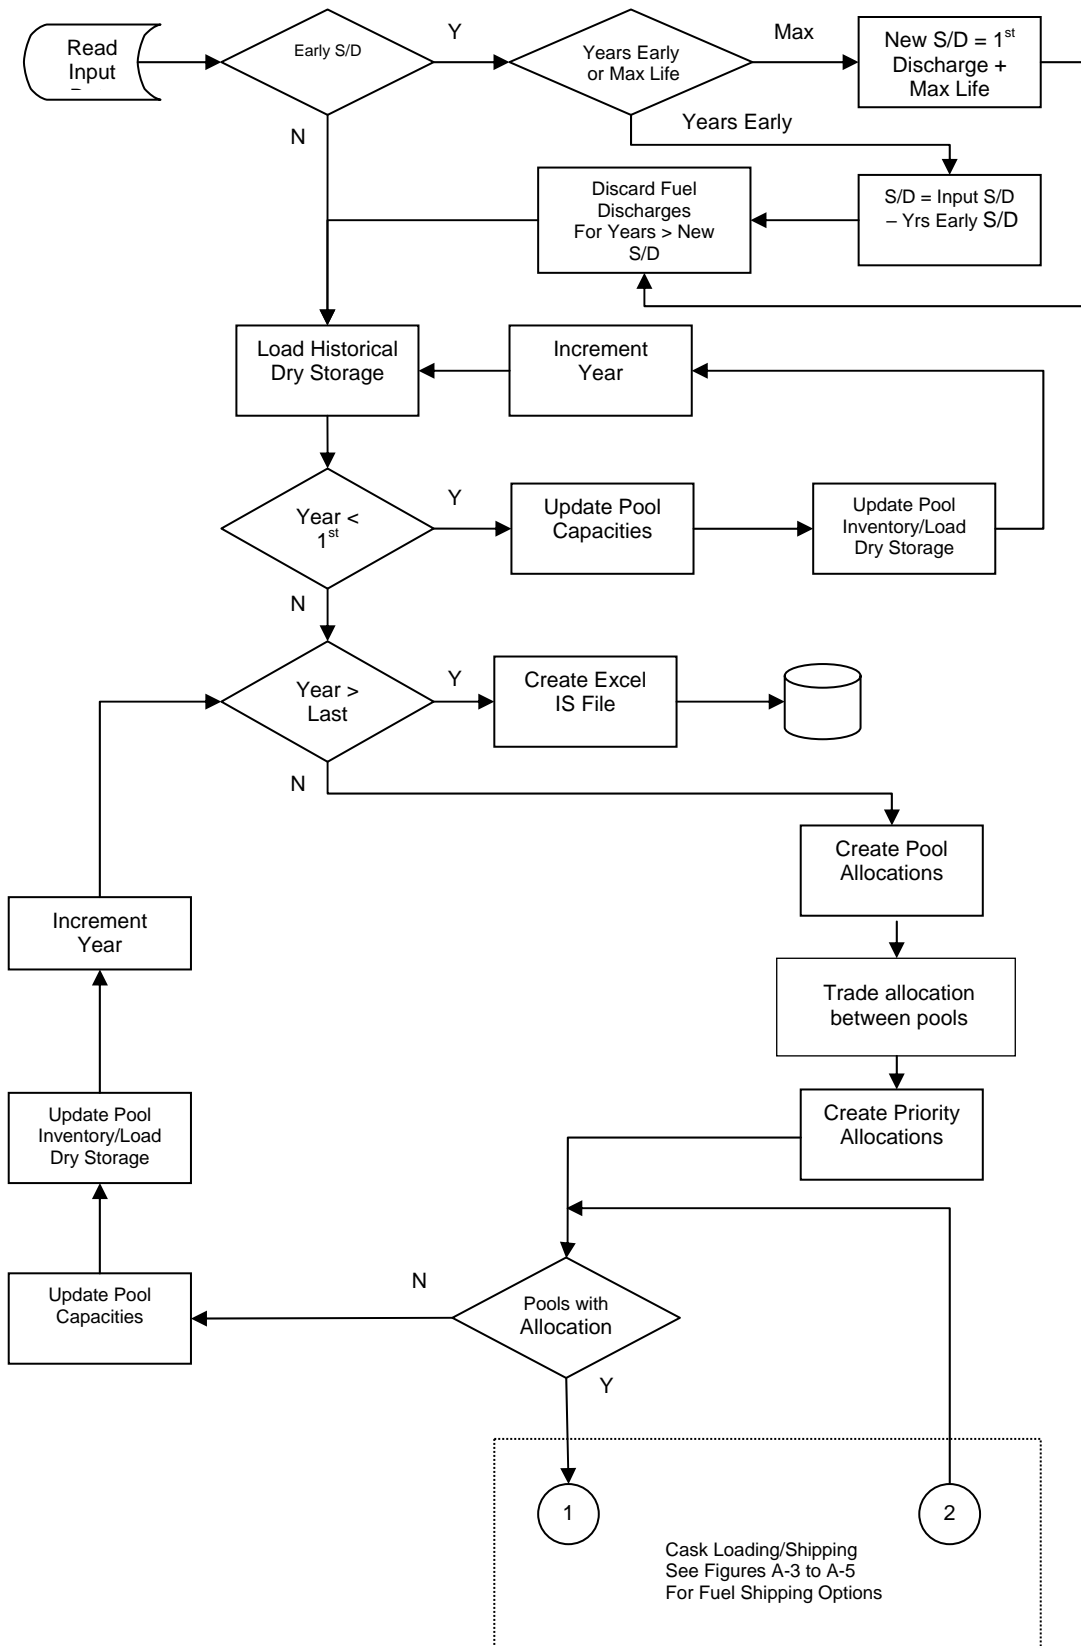 Read
Input
Early S/D
Y
Years Early
or Max Life
Max
New S/D = 1st
Discharge +
Max Life
N
Years Early
Discard Fuel
Discharges
For Years > New
S/D
S/D = Input S/D
– Yrs Early S/D
Load Historical
Dry Storage
Increment
Year
Year <
1st
Y
Update Pool
Capacities
Update Pool
Inventory/Load
Dry Storage
N
Year >
Last
Y
Create Excel
IS File
N
Create Pool
Allocations
Increment
Year
Trade allocation
between pools
Update Pool
Inventory/Load
Dry Storage
Create Priority
Allocations
Update Pool
Capacities
N
Pools with
Allocation
Y
1
2
Cask Loading/Shipping
See Figures A-3 to A-5
For Fuel Shipping Options